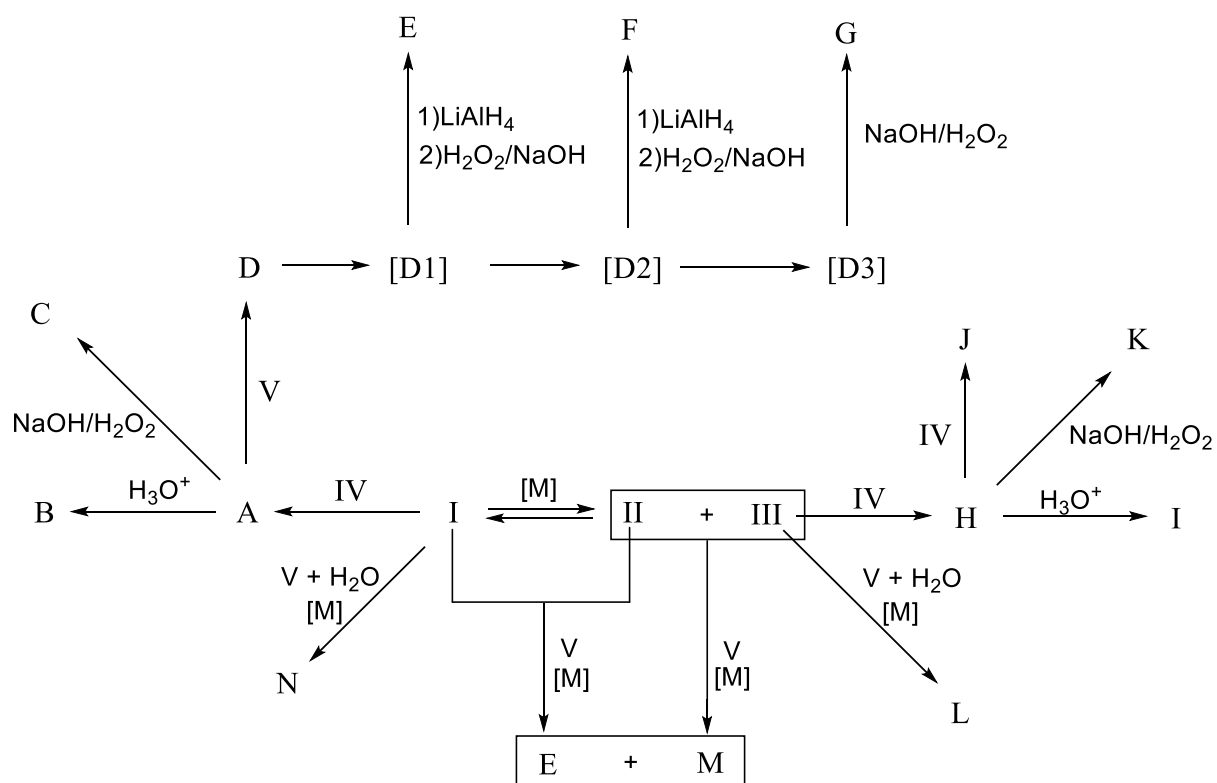 E F G
1)LiAlH4
2)H2O2/NaOH
1)LiAlH4
2)H2O2/NaOH
NaOH/H2O2
D [D1] [D2] [D3]
C
J K
V
NaOH/H2O2
IV
NaOH/H2O2
B H3O+ A IV I [M] II + III IV H H3O+ I
V + H2O
[M]
V + H2O
[M]
V
[M]
V
[M]
N
L
E + M